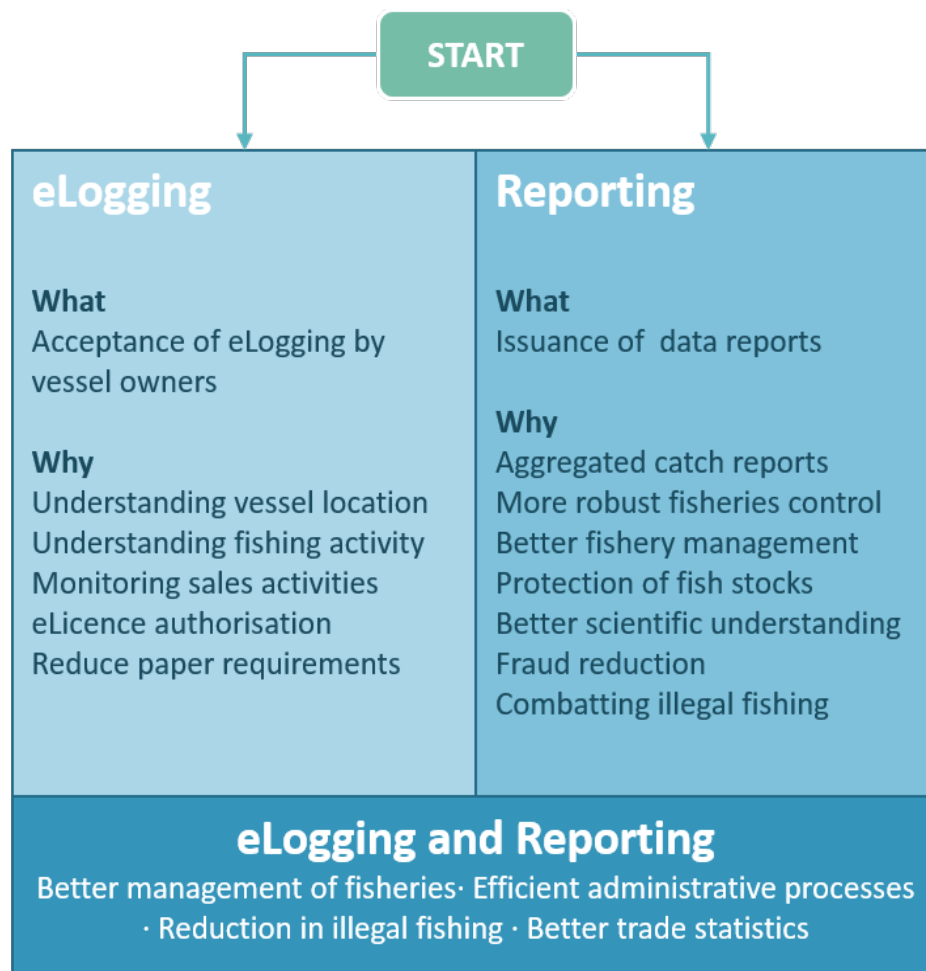 START
eLogging
What
Acceptance of eLogging by
vessel owners
Why
Understanding vessel location
Understanding fishing activity
Monitoring sales activities
eLicence authorisation
Reduce paper requirements
Reporting
What
Issuance of  data reports
Why
Aggregated catch reports
More robust fisheries control
Better fishery management
Protection of fish stocks
Better scientific understanding
Fraud reduction
Combatting illegal fishing
eLogging and Reporting
Better management of fisheries· Efficient administrative processes
· Reduction in illegal fishing · Better trade statistics